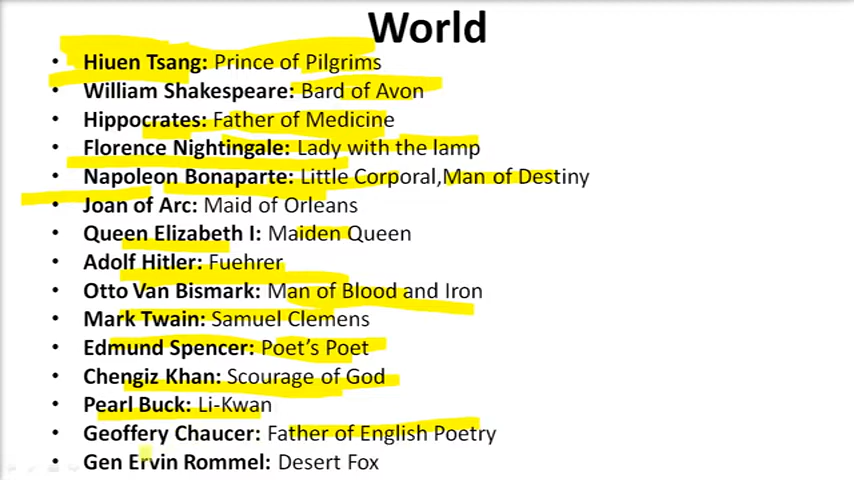 World
• Hiuen Tsang: Prince of Pilgrims
• William Shakespeare: Bard of Avon
• Hippocrates: Father of Medicine
• Florence Nightingale: Lady with the lamp
• Napoleon Bonaparte: Little Corporal,Man of Destiny
• Joan of Arc: Maid of Orleans
• Queen Elizabeth I: Maiden Queen
• Adolf Hitler: Fuehrer
• Otto Van Bismark: Man of Blood and Iron
• Mark Twain: Samuel Clemens
• Edmund Spencer: Poet's Poet
• Chengiz Khan: Scourage of God
• Pearl Buck: Li-Kwan
• Geoffery Chaucer: Father of English Poetry
• Gen Ervin Rommel: Desert Fox